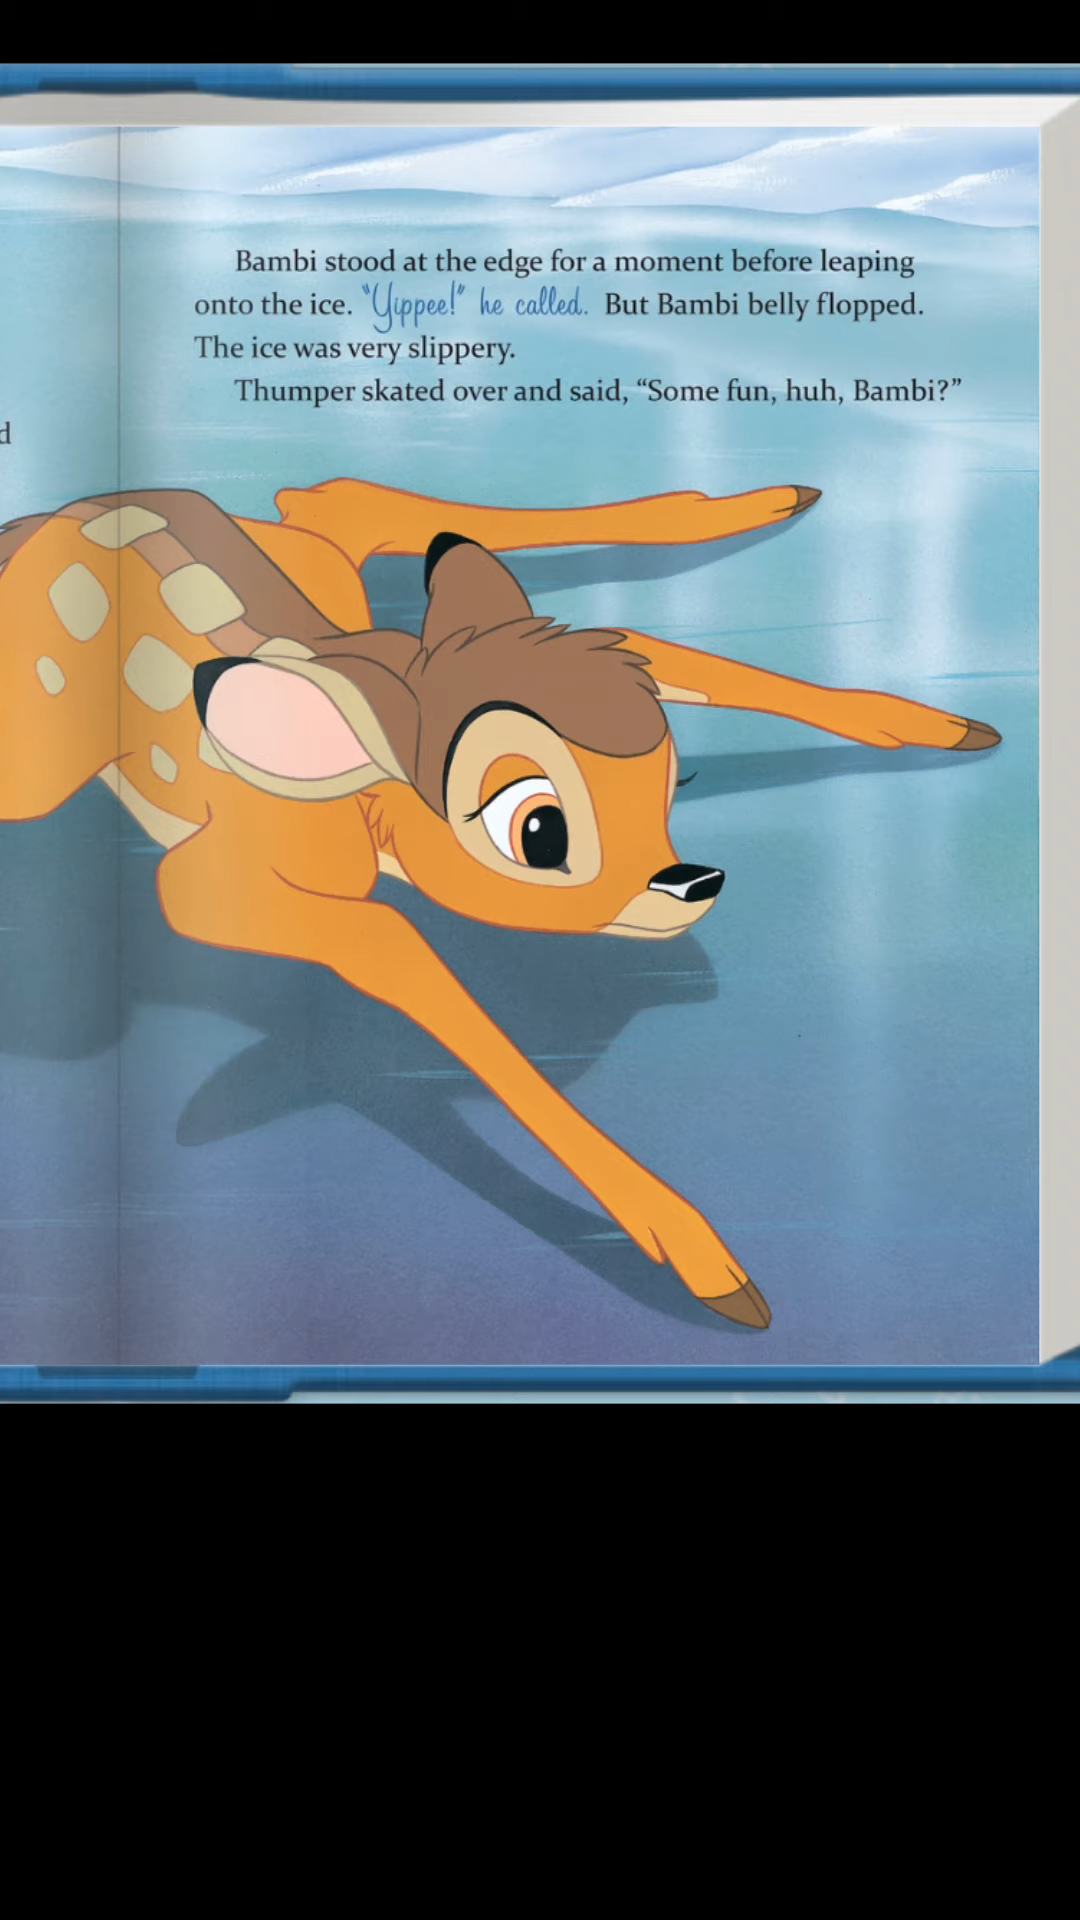 Bambi stood at the edge for a moment before leaping
onto the ice. "Yippee!" he called. But Bambi belly flopped.
The ice was very slippery.
Thumper skated over and said, “Some fun, huh, Bambi?”
d